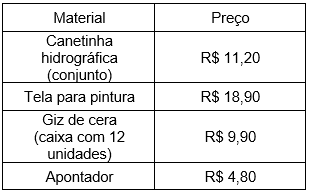 Material Preço
Canetinha
hidrográfica
(conjunto)
R$ 11,20
Tela para pintura R$ 18,90
Giz de cera
(caixa com 12
unidades)
R$ 9,90
Apontador R$ 4,80